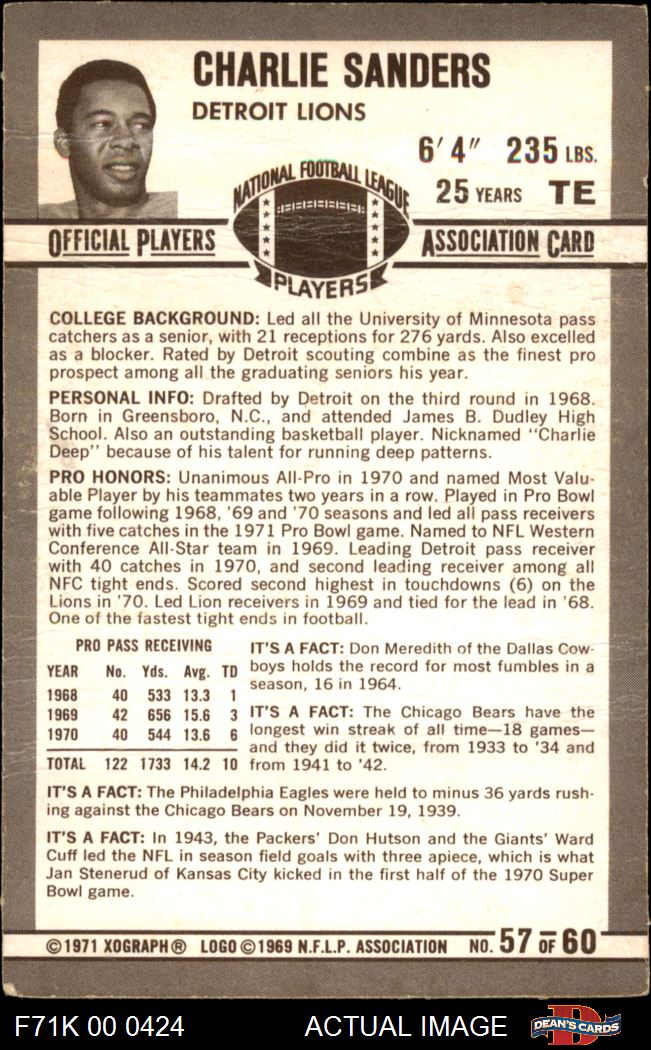 CHARLIE SANDERS
DETROIT LIONS
6' 4" 235 LBS.
25 YEARS TE
NATIONAL FOOTBALL LEAGUE
PLAYERS
OFFICIAL PLAYERS ASSOCIATION CARD
COLLEGE BACKGROUND: Led all the University of Minnesota pass
catchers as a senior, with 21 receptions for 276 yards. Also excelled
as a blocker. Rated by Detroit scouting combine as the finest pro
prospect among all the graduating seniors his year.
PERSONAL INFO: Drafted by Detroit on the third round in 1968.
Born in Greensboro, N.C., and attended James B. Dudley High
School. Also an outstanding basketball player. Nicknamed "Charlie
Deep" because of his talent for running deep patterns.
PRO HONORS: Unanimous All-Pro in 1970 and named Most Valu-
able Player by his teammates two years in a row. Played in Pro Bowl
game following 1968, '69 and '70 seasons and led all pass receivers
with five catches in the 1971 Pro Bowl game. Named to NFL Western
Conference All-Star team in 1969. Leading Detroit pass receiver
with 40 catches in 1970, and second leading receiver among all
NFC tight ends. Scored second highest in touchdowns (6) on the
Lions in '70. Led Lion receivers in 1969 and tied for the lead in '68.
One of the fastest tight ends in football.
PRO PASS RECEIVING
YEAR No. Yds. Avg. TD
1968 40 533 13.3 1
1969 42 656 15.6 3
1970 40 544 13.6 6
TOTAL 122 1733 14.2 10
IT'S A FACT: Don Meredith of the Dallas Cow-
boys holds the record for most fumbles in a
season, 16 in 1964.
IT'S A FACT: The Chicago Bears have the
longest win streak of all time—18 games—
and they did it twice, from 1933 to '34 and
from 1941 to '42.
IT'S A FACT: The Philadelphia Eagles were held to minus 36 yards rush-
ing against the Chicago Bears on November 19, 1939.
IT'S A FACT: In 1943, the Packers' Don Hutson and the Giants' Ward
Cuff led the NFL in season field goals with three apiece, which is what
Jan Stenerud of Kansas City kicked in the first half of the 1970 Super
Bowl game.
©1971 XOGRAPH® LOGO ©1969 N.F.L.P. ASSOCIATION NO. 57 OF 60
F71K 00 0424 ACTUAL IMAGE DEAN'S CARDS